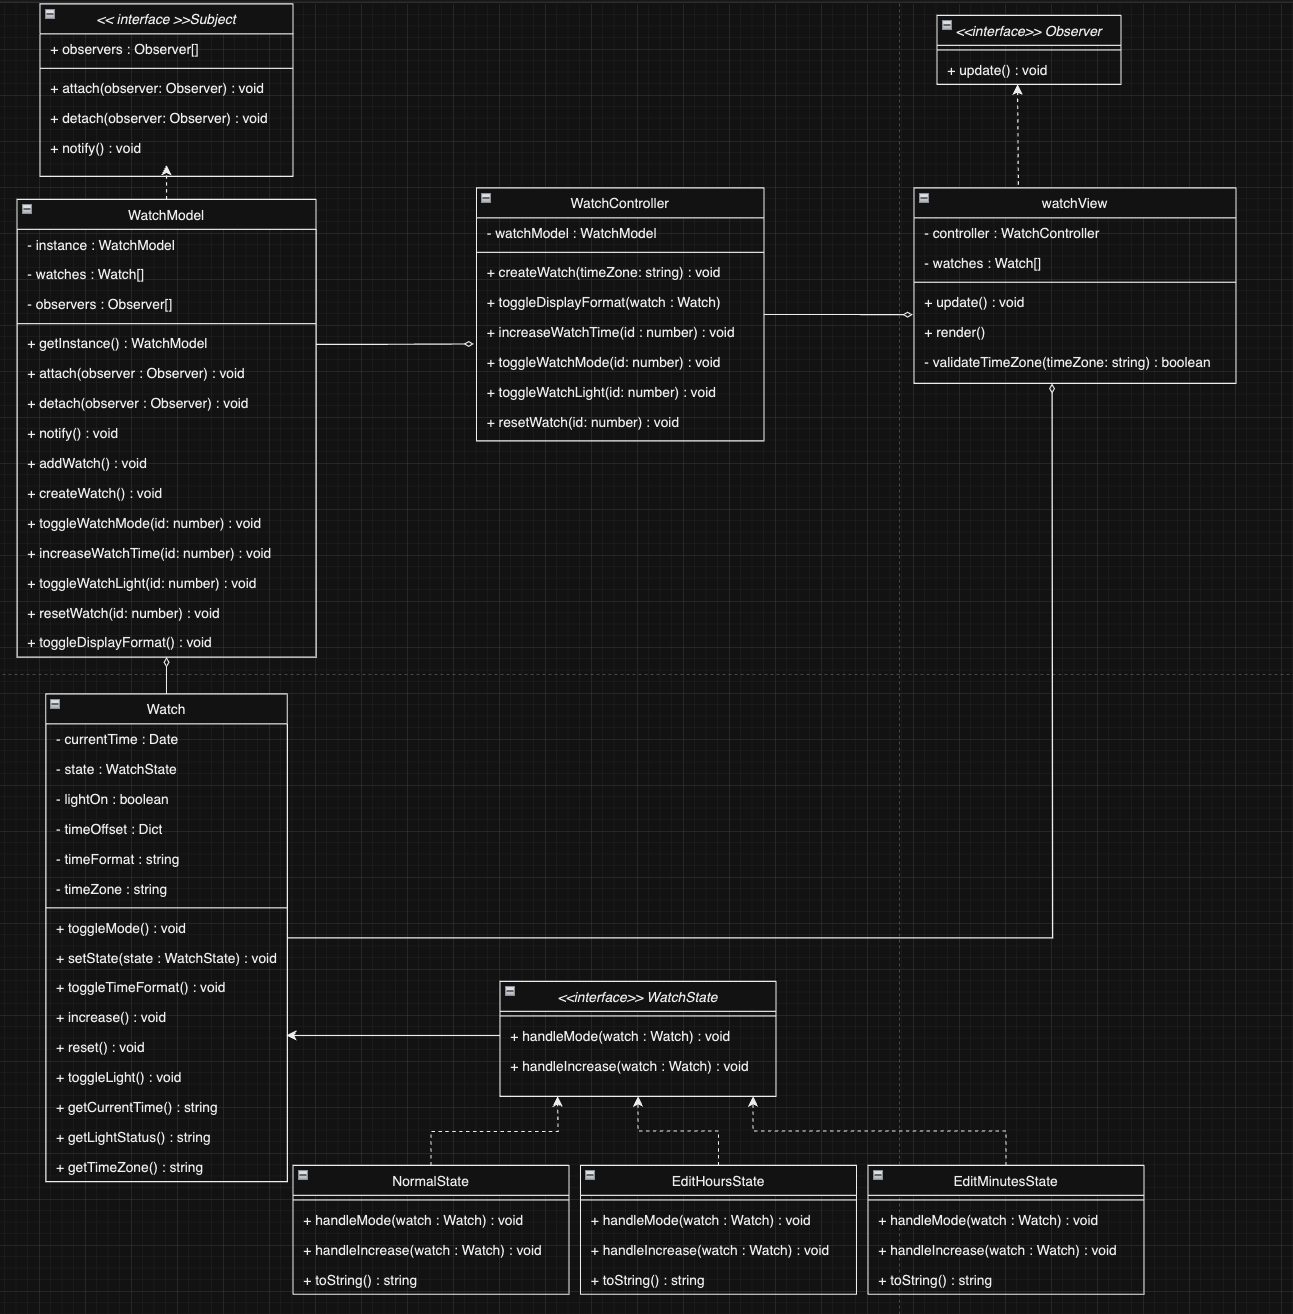 << interface >>Subject
+ observers : Observer[]
+ attach(observer: Observer) : void
+ detach(observer: Observer) : void
+ notify() : void
<<interface>> Observer
+ update() : void
WatchModel
- instance : WatchModel
- watches : Watch[]
- observers : Observer[]
+ getInstance() : WatchModel
+ attach(observer : Observer) : void
+ detach(observer : Observer) : void
+ notify() : void
+ addWatch() : void
+ createWatch() : void
+ toggleWatchMode(id: number) : void
+ increaseWatchTime(id: number) : void
+ toggleWatchLight(id: number) : void
+ resetWatch(id: number) : void
+ toggleDisplayFormat() : void
WatchController
- watchModel : WatchModel
+ createWatch(timeZone: string) : void
+ toggleDisplayFormat(watch : Watch)
+ increaseWatchTime(id : number) : void
+ toggleWatchMode(id: number) : void
+ toggleWatchLight(id: number) : void
+ resetWatch(id: number) : void
watchView
- controller : WatchController
- watches : Watch[]
+ update() : void
+ render()
- validateTimeZone(timeZone: string) : boolean
Watch
- currentTime : Date
- state : WatchState
- lightOn : boolean
- timeOffset : Dict
- timeFormat : string
- timeZone : string
+ toggleMode() : void
+ setState(state : WatchState) : void
+ toggleTimeFormat() : void
+ increase() : void
+ reset() : void
+ toggleLight() : void
+ getCurrentTime() : string
+ getLightStatus() : string
+ getTimeZone() : string
<<interface>> WatchState
+ handleMode(watch : Watch) : void
+ handleIncrease(watch : Watch) : void
NormalState
+ handleMode(watch : Watch) : void
+ handleIncrease(watch : Watch) : void
+ toString() : string
EditHoursState
+ handleMode(watch : Watch) : void
+ handleIncrease(watch : Watch) : void
+ toString() : string
EditMinutesState
+ handleMode(watch : Watch) : void
+ handleIncrease(watch : Watch) : void
+ toString() : string